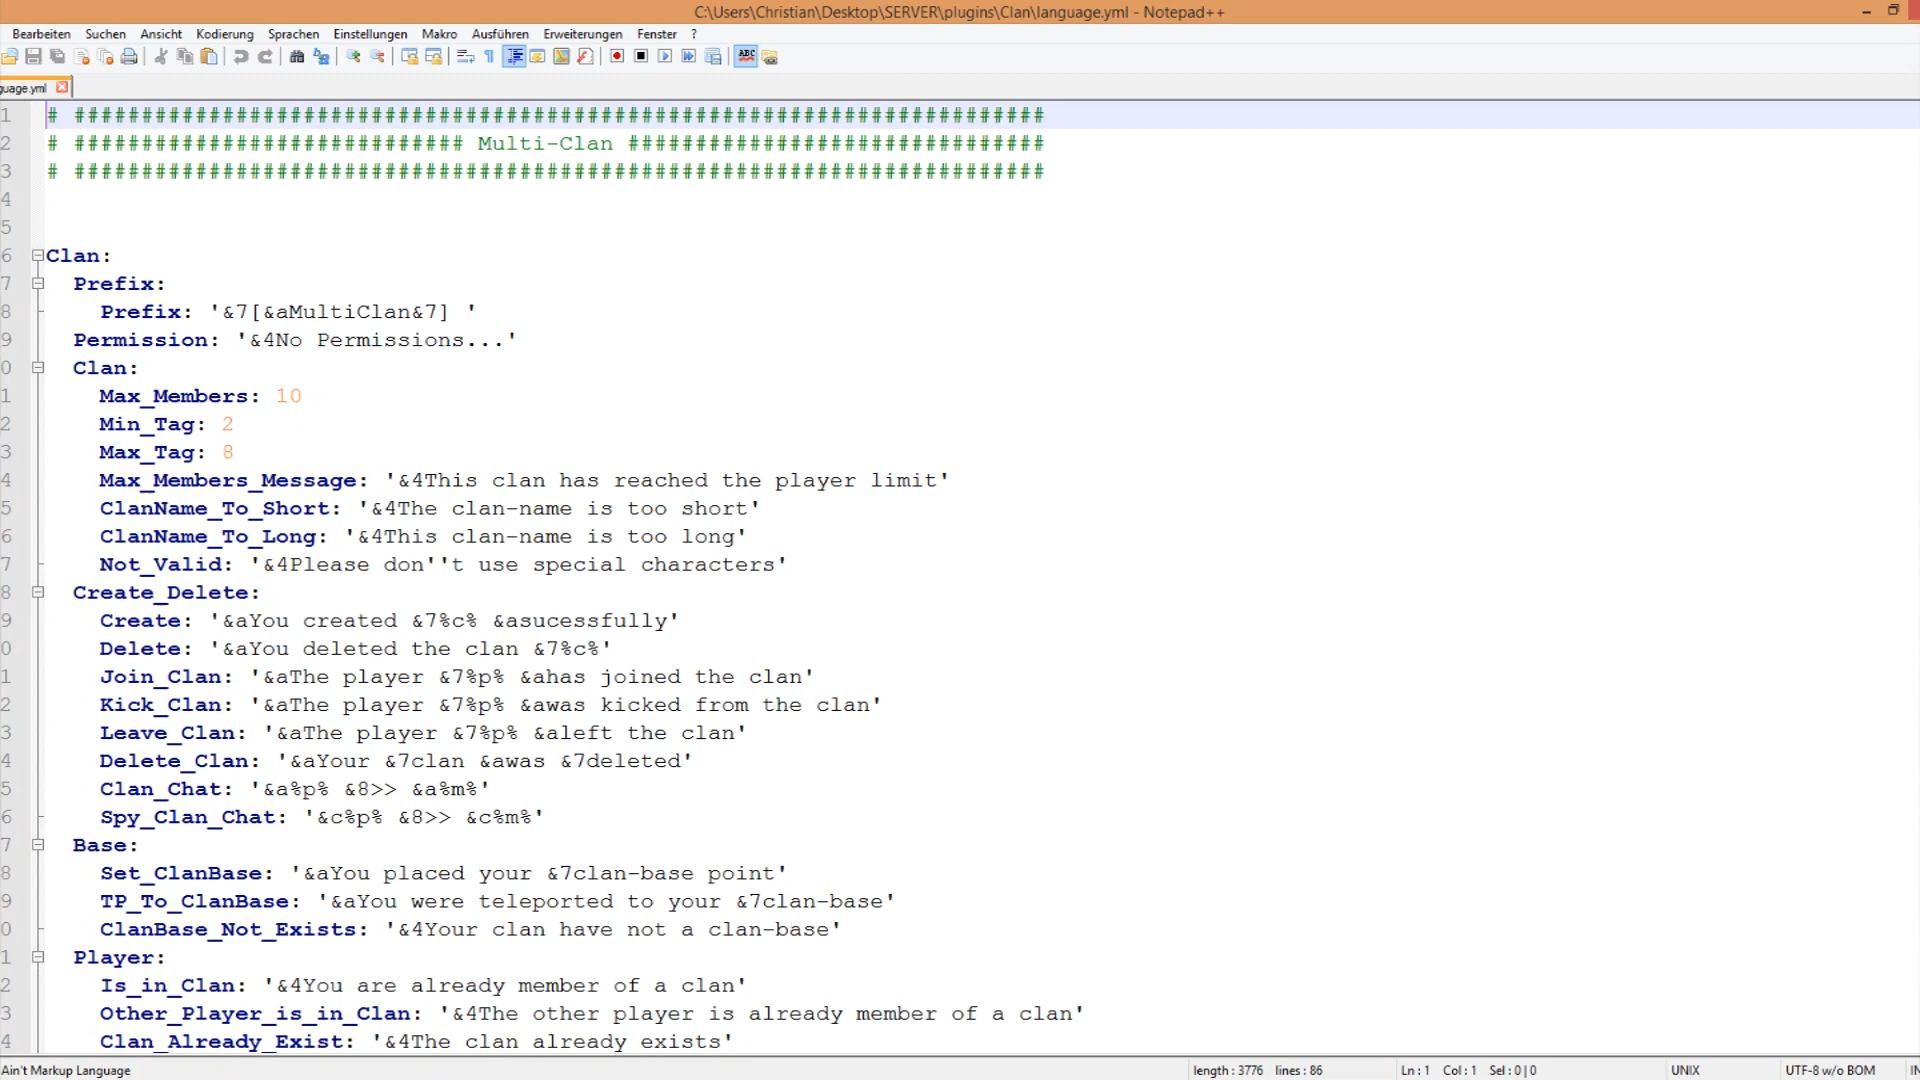 C:\Users\Christian\Desktop\SERVER\plugins\Clan\language.yml - Notepad++
Bearbeiten Suchen Ansicht Kodierung Sprachen Einstellungen Makro Ausführen Erweiterungen Fenster ?
ABC
guage.yml
1 # ########################################################################
2 # ############################# Multi-Clan ###############################
3 # ########################################################################
4
5
6 Clan:
7 Prefix:
8 Prefix: '&7[&aMultiClan&7] '
9 Permission: '&4No Permissions...'
0 Clan:
1 Max_Members: 10
2 Min_Tag: 2
3 Max_Tag: 8
4 Max_Members_Message: '&4This clan has reached the player limit'
5 ClanName_To_Short: '&4The clan-name is too short'
6 ClanName_To_Long: '&4This clan-name is too long'
7 Not_Valid: '&4Please don''t use special characters'
8 Create_Delete:
9 Create: '&aYou created &7%c% &asucessfully'
0 Delete: '&aYou deleted the clan &7%c%'
1 Join_Clan: '&aThe player &7%p% &ahas joined the clan'
2 Kick_Clan: '&aThe player &7%p% &awas kicked from the clan'
3 Leave_Clan: '&aThe player &7%p% &aleft the clan'
4 Delete_Clan: '&aYour &7clan &awas &7deleted'
5 Clan_Chat: '&a%p% &8>> &a%m%'
6 Spy_Clan_Chat: '&c%p% &8>> &c%m%'
7 Base:
8 Set_ClanBase: '&aYou placed your &7clan-base point'
9 TP_To_ClanBase: '&aYou were teleported to your &7clan-base'
0 ClanBase_Not_Exists: '&4Your clan have not a clan-base'
1 Player:
2 Is_in_Clan: '&4You are already member of a clan'
3 Other_Player_is_in_Clan: '&4The other player is already member of a clan'
4 Clan_Already_Exist: '&4The clan already exists'
Ain't Markup Language length : 3776 lines : 86 Ln : 1 Col : 1 Sel : 0 | 0 UNIX UTF-8 w/o BOM IN